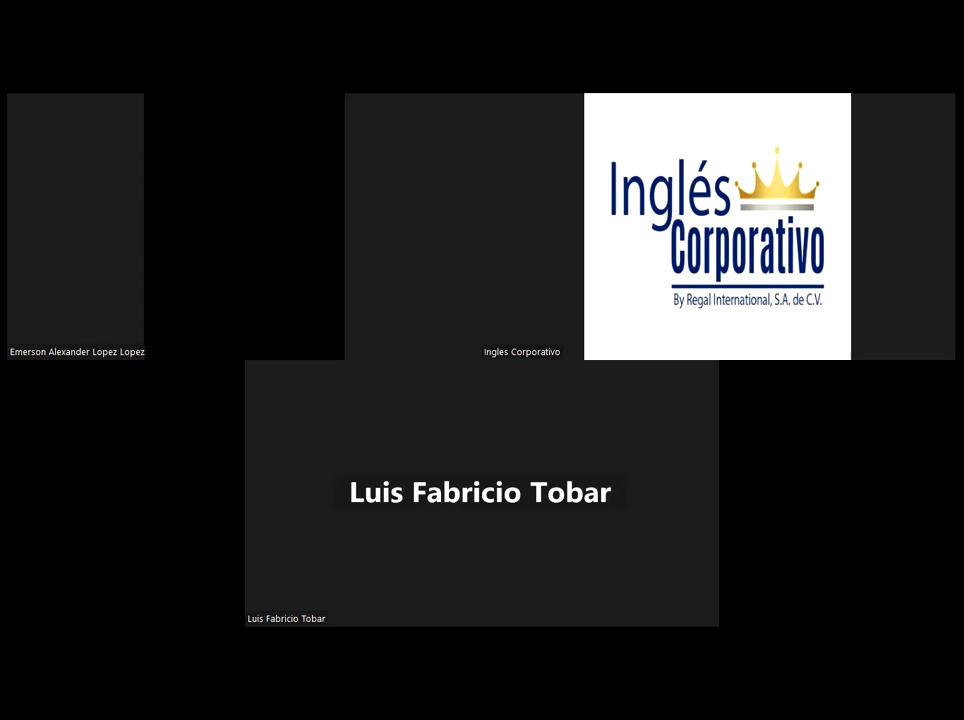 Inglés
Corporativo
By Regal International, S.A. de C.V.
Emerson Alexander Lopez Lopez
Ingles Corporativo
Luis Fabricio Tobar
Luis Fabricio Tobar